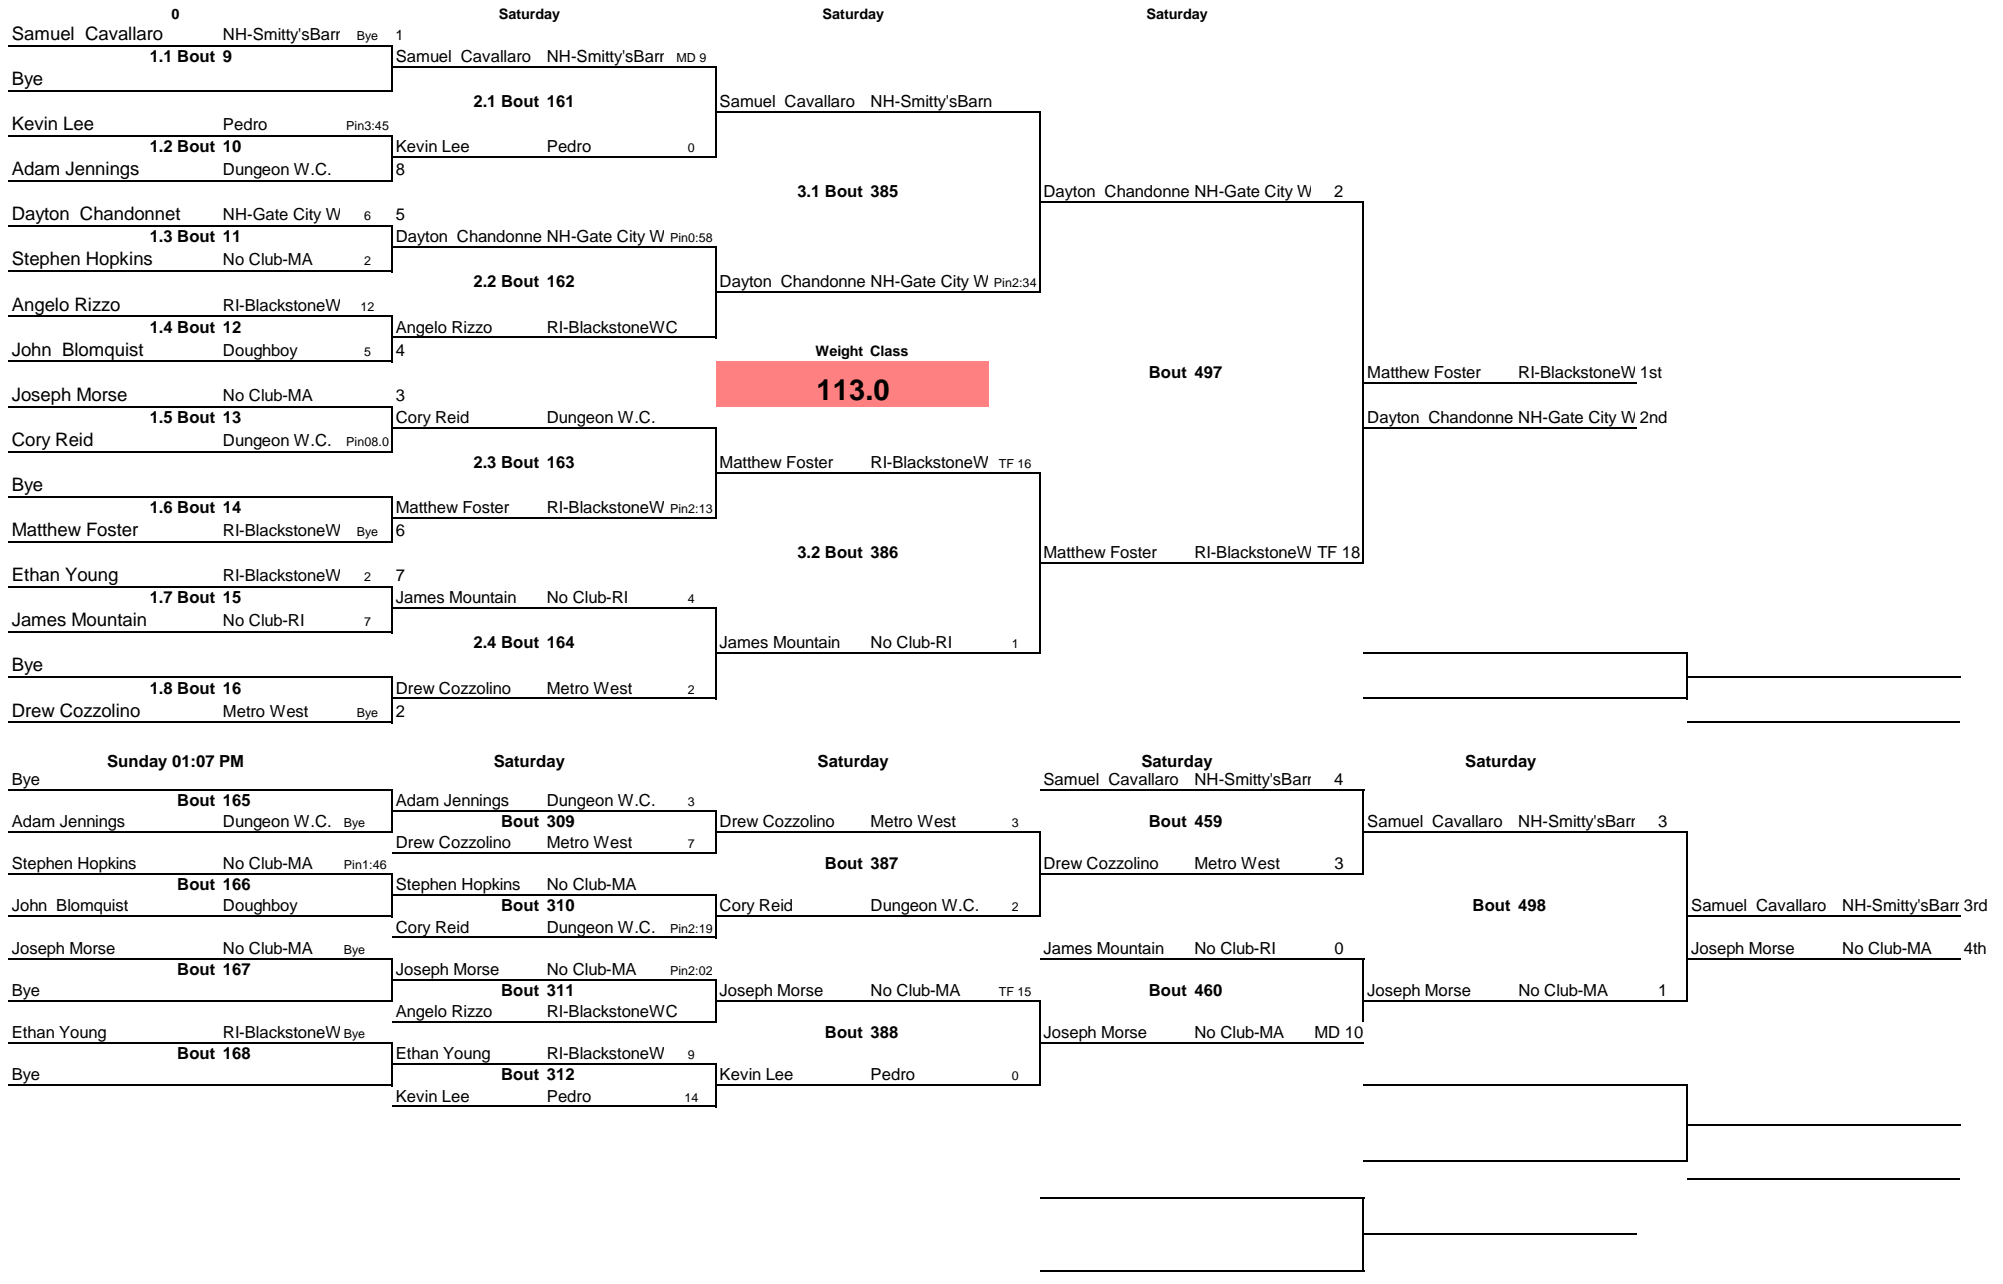 0 Saturday Saturday Saturday
Samuel Cavallaro NH-Smitty'sBarr Bye 1
1.1 Bout 9 Samuel Cavallaro NH-Smitty'sBarr MD 9
Bye
2.1 Bout 161 Samuel Cavallaro NH-Smitty'sBarn
Kevin Lee Pedro Pin3:45
1.2 Bout 10 Kevin Lee Pedro 0
Adam Jennings Dungeon W.C. 8
3.1 Bout 385 Dayton Chandonne NH-Gate City W 2
Dayton Chandonnet NH-Gate City W 6 5
1.3 Bout 11 Dayton Chandonne NH-Gate City W Pin0:58
Stephen Hopkins No Club-MA 2
2.2 Bout 162 Dayton Chandonne NH-Gate City W Pin2:34
Angelo Rizzo RI-BlackstoneW 12
1.4 Bout 12 Angelo Rizzo RI-BlackstoneWC
John Blomquist Doughboy 5 4 Weight Class
Bout 497 Matthew Foster RI-BlackstoneW 1st
Joseph Morse No Club-MA 3 113.0
1.5 Bout 13 Cory Reid Dungeon W.C. Dayton Chandonne NH-Gate City W 2nd
Cory Reid Dungeon W.C. Pin08.0
2.3 Bout 163 Matthew Foster RI-BlackstoneW TF 16
Bye
1.6 Bout 14 Matthew Foster RI-BlackstoneW Pin2:13
Matthew Foster RI-BlackstoneW Bye 6
3.2 Bout 386 Matthew Foster RI-BlackstoneW TF 18
Ethan Young RI-BlackstoneW 2 7
1.7 Bout 15 James Mountain No Club-RI 4
James Mountain No Club-RI 7
2.4 Bout 164 James Mountain No Club-RI 1
Bye
1.8 Bout 16 Drew Cozzolino Metro West 2
Drew Cozzolino Metro West Bye 2
Sunday 01:07 PM Saturday Saturday Saturday Saturday
Bye Samuel Cavallaro NH-Smitty'sBarr 4
Bout 165 Adam Jennings Dungeon W.C. 3
Adam Jennings Dungeon W.C. Bye Bout 309 Drew Cozzolino Metro West 3 Bout 459 Samuel Cavallaro NH-Smitty'sBarr 3
Drew Cozzolino Metro West 7
Stephen Hopkins No Club-MA Pin1:46 Bout 387 Drew Cozzolino Metro West 3
Bout 166 Stephen Hopkins No Club-MA
John Blomquist Doughboy Bout 310 Cory Reid Dungeon W.C. 2 Bout 498 Samuel Cavallaro NH-Smitty'sBarr 3rd
Cory Reid Dungeon W.C. Pin2:19
Joseph Morse No Club-MA Bye James Mountain No Club-RI 0 Joseph Morse No Club-MA 4th
Bout 167 Joseph Morse No Club-MA Pin2:02
Bye Bout 311 Joseph Morse No Club-MA TF 15 Bout 460 Joseph Morse No Club-MA 1
Angelo Rizzo RI-BlackstoneWC
Ethan Young RI-BlackstoneW Bye Bout 388 Joseph Morse No Club-MA MD 10
Bout 168 Ethan Young RI-BlackstoneW 9
Bye Bout 312 Kevin Lee Pedro 0
Kevin Lee Pedro 14